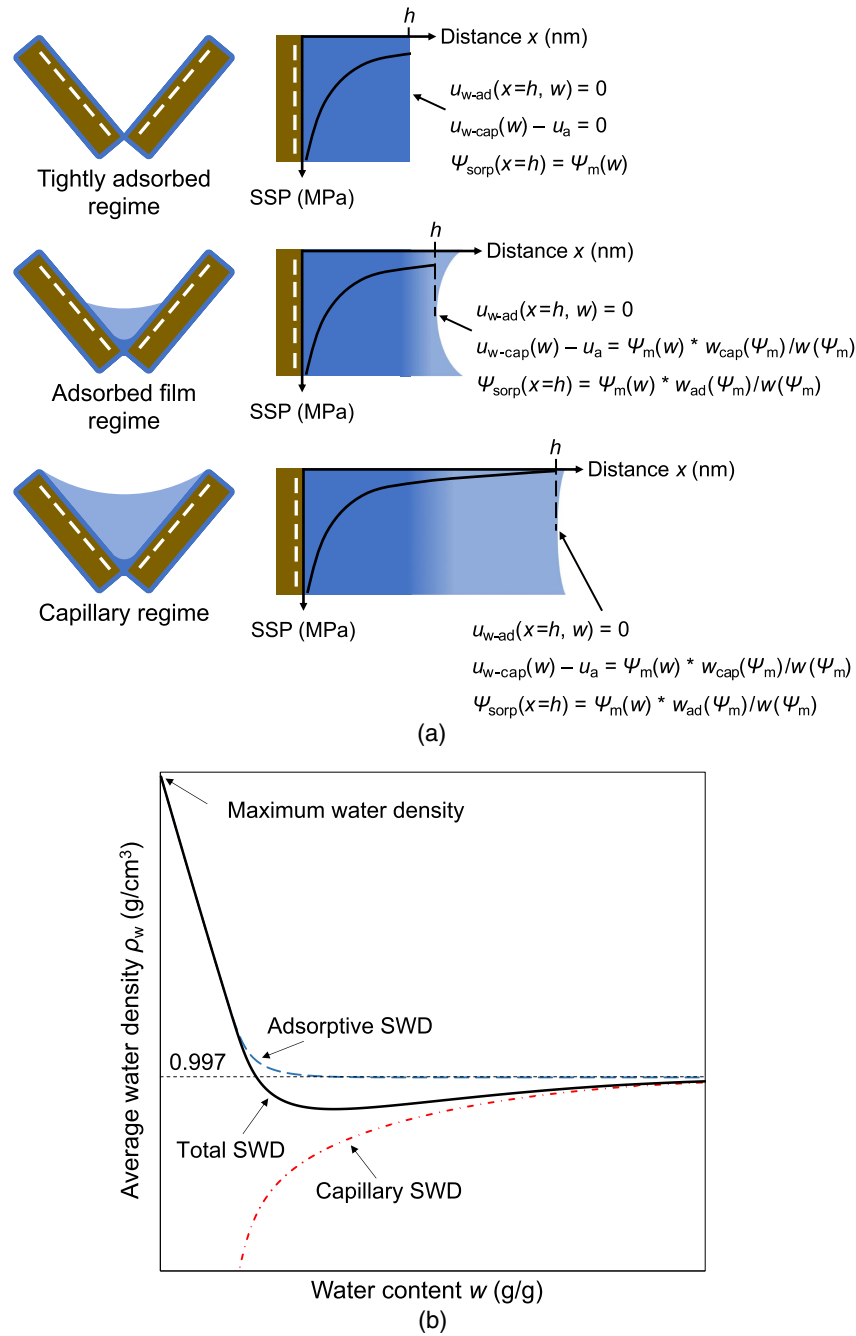 h
Distance x (nm)
u_w-ad(x=h, w) = 0
u_w-cap(w) – u_a = 0
Ψ_sorp(x=h) = Ψ_m(w)
Tightly adsorbed
regime
SSP (MPa)
h
Distance x (nm)
u_w-ad(x=h, w) = 0
u_w-cap(w) – u_a = Ψ_m(w) * w_cap(Ψ_m)/w(Ψ_m)
Ψ_sorp(x=h) = Ψ_m(w) * w_ad(Ψ_m)/w(Ψ_m)
Adsorbed film
regime
SSP (MPa)
h
Distance x (nm)
Capillary regime
SSP (MPa)
u_w-ad(x=h, w) = 0
u_w-cap(w) – u_a = Ψ_m(w) * w_cap(Ψ_m)/w(Ψ_m)
Ψ_sorp(x=h) = Ψ_m(w) * w_ad(Ψ_m)/w(Ψ_m)
(a)
Maximum water density
Average water density ρ_w (g/cm³)
Adsorptive SWD
0.997
Total SWD
Capillary SWD
Water content w (g/g)
(b)